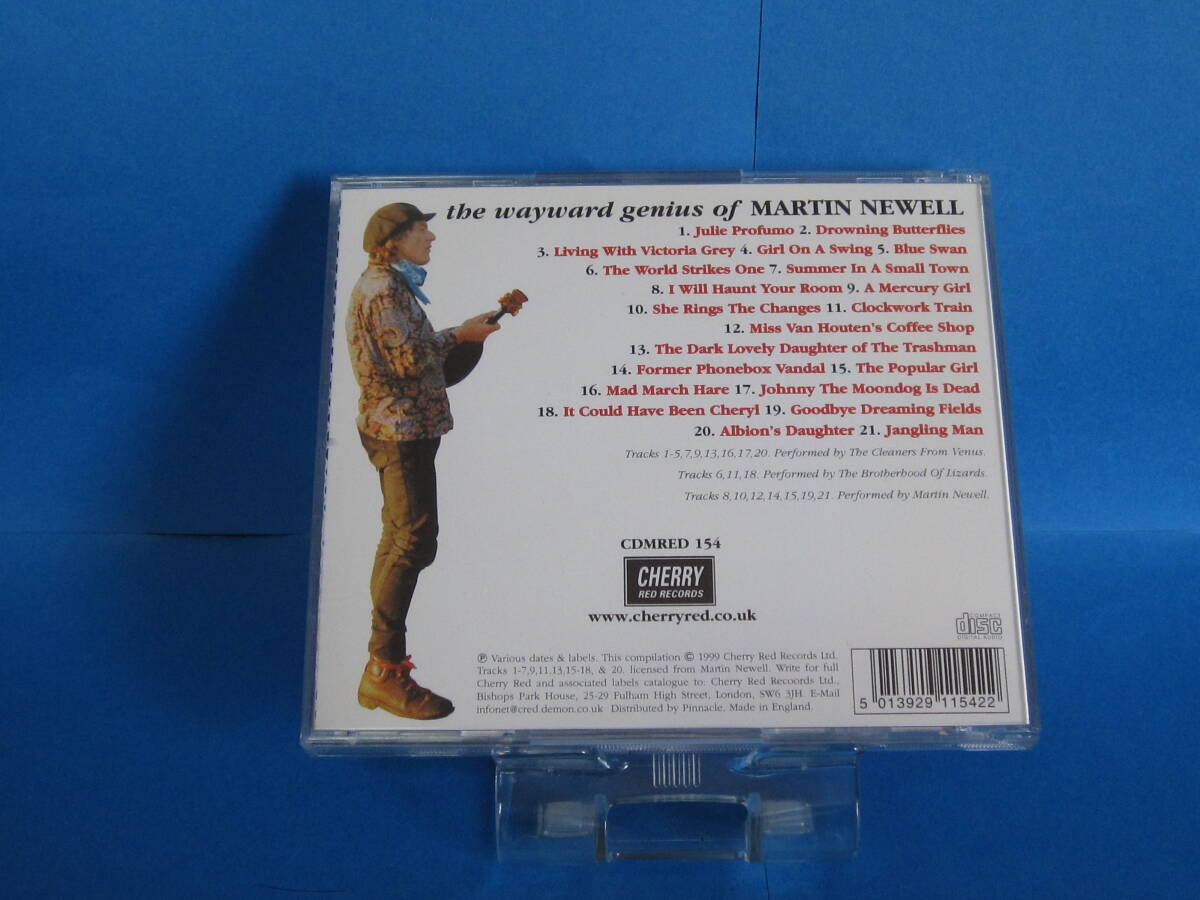 the wayward genius of MARTIN NEWELL
1. Julie Profumo 2. Drowning Butterflies
3. Living With Victoria Grey 4. Girl On A Swing 5. Blue Swan
6. The World Strikes One 7. Summer In A Small Town
8. I Will Haunt Your Room 9. A Mercury Girl
10. She Rings The Changes 11. Clockwork Train
12. Miss Van Houten's Coffee Shop
13. The Dark Lovely Daughter of The Trashman
14. Former Phonebox Vandal 15. The Popular Girl
16. Mad March Hare 17. Johnny The Moondog Is Dead
18. It Could Have Been Cheryl 19. Goodbye Dreaming Fields
20. Albion's Daughter 21. Jangling Man
Tracks 1-5,7,9,13,16,17,20. Performed by The Cleaners From Venus.
Tracks 6,11,18. Performed by The Brotherhood Of Lizards.
Tracks 8,10,12,14,15,19,21. Performed by Martin Newell.
CDMRED 154
CHERRY
RED RECORDS
www.cherryred.co.uk
COMPACT
disc
DIGITAL AUDIO
℗ Various dates & labels. This compilation © 1999 Cherry Red Records Ltd.
Tracks 1-7,9,11,13,15-18, & 20. licensed from Martin Newell. Write for full
Cherry Red and associated labels catalogue to: Cherry Red Recoords Ltd.,
Bishops Park House, 25-29 Fulham High Street, London, SW6 3JH. E-Mail
infonet@cred.demon.co.uk Distributed by Pinnacle. Made in England.
5 013929 115422